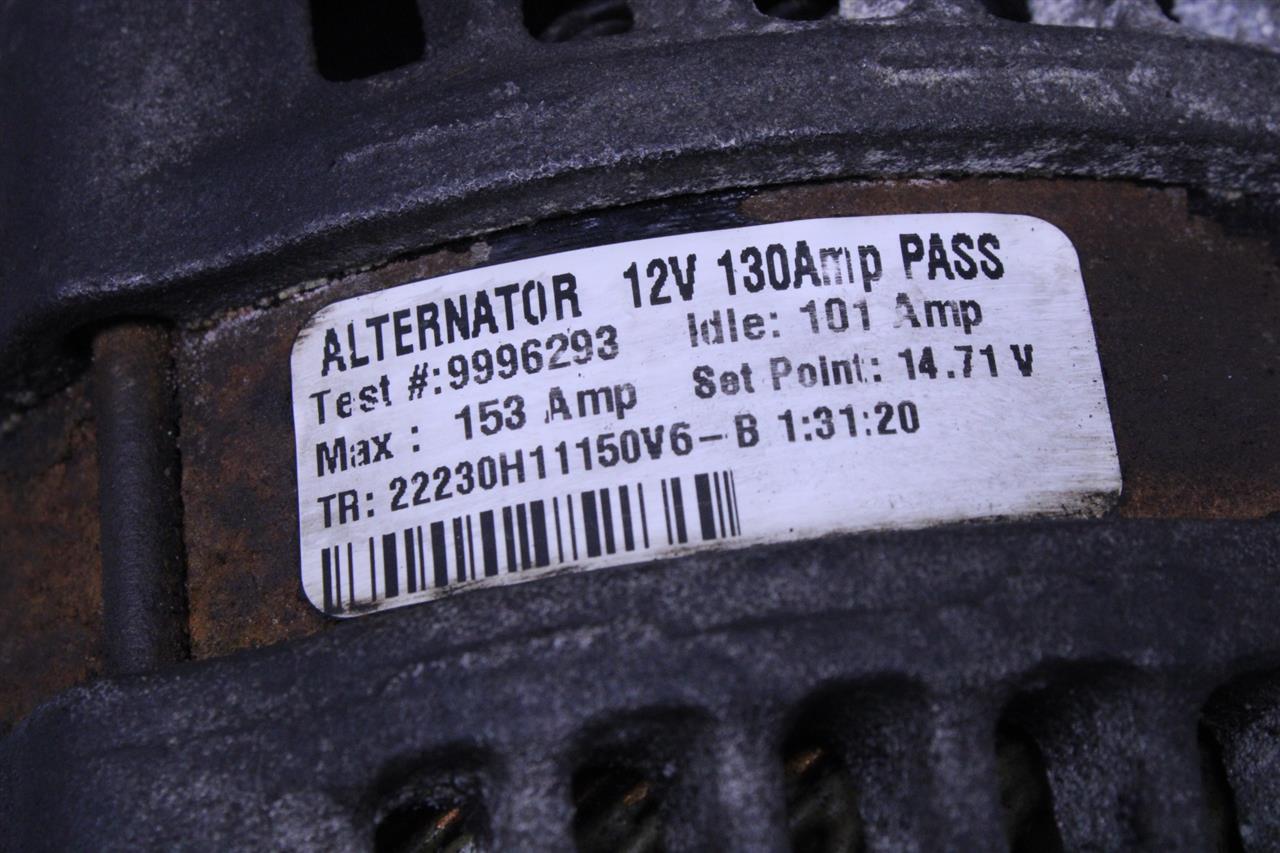 ALTERNATOR 12V 130Amp PASS
Test #:9996293 Idle: 101 Amp
Max : 153 Amp Set Point: 14.71 V
TR: 22230H11150V6-B 1:31:20